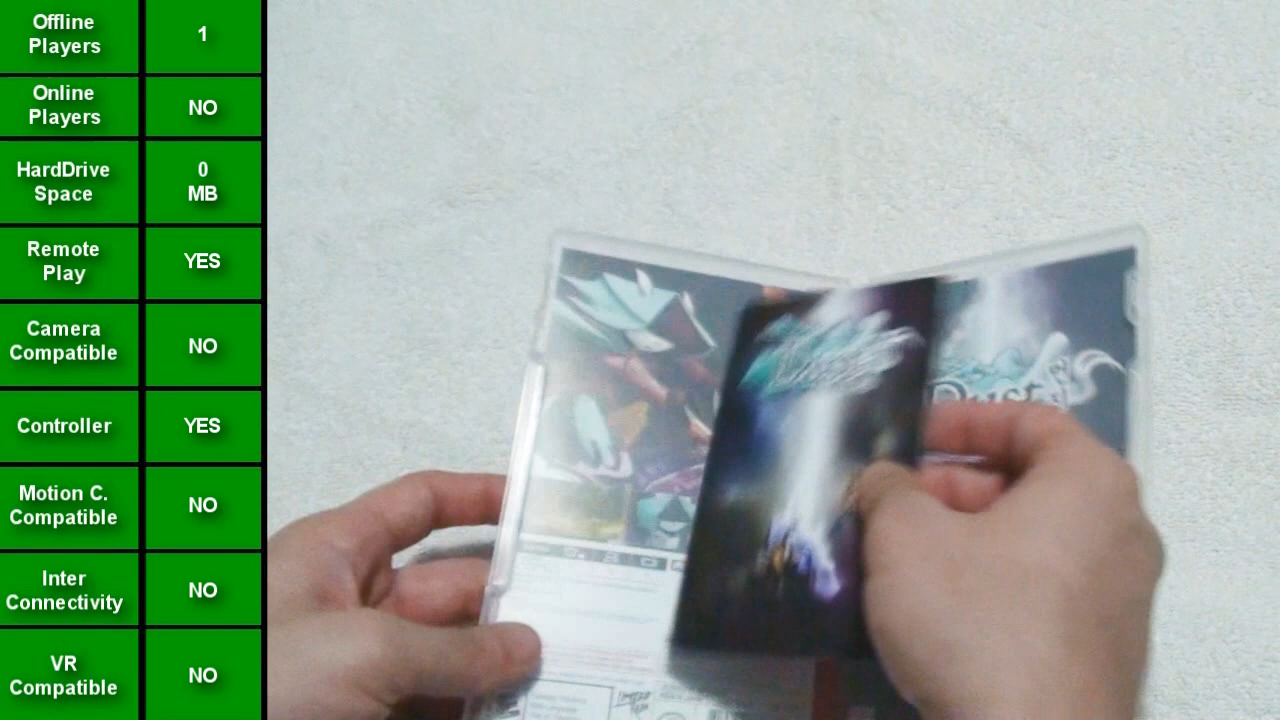 Offline
Players
1
Online
Players
NO
HardDrive
Space
0
MB
Remote
Play
YES
Camera
Compatible
NO
Controller
YES
Motion C.
Compatible
NO
Inter
Connectivity
NO
VR
Compatible
NO
Dust